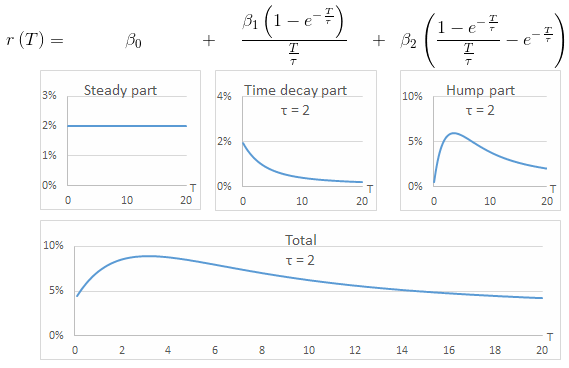 r (T) = β₀ + β₁(1 − e^(−T/τ)) / (T/τ) + β₂((1 − e^(−T/τ)) / (T/τ) − e^(−T/τ))
Steady part
3%
2%
1%
0%
0 10 20 T
Time decay part
τ = 2
4%
2%
0%
0 10 20 T
Hump part
τ = 2
10%
5%
0%
0 10 20 T
Total
τ = 2
10%
5%
0%
0 2 4 6 8 10 12 14 16 18 20 T